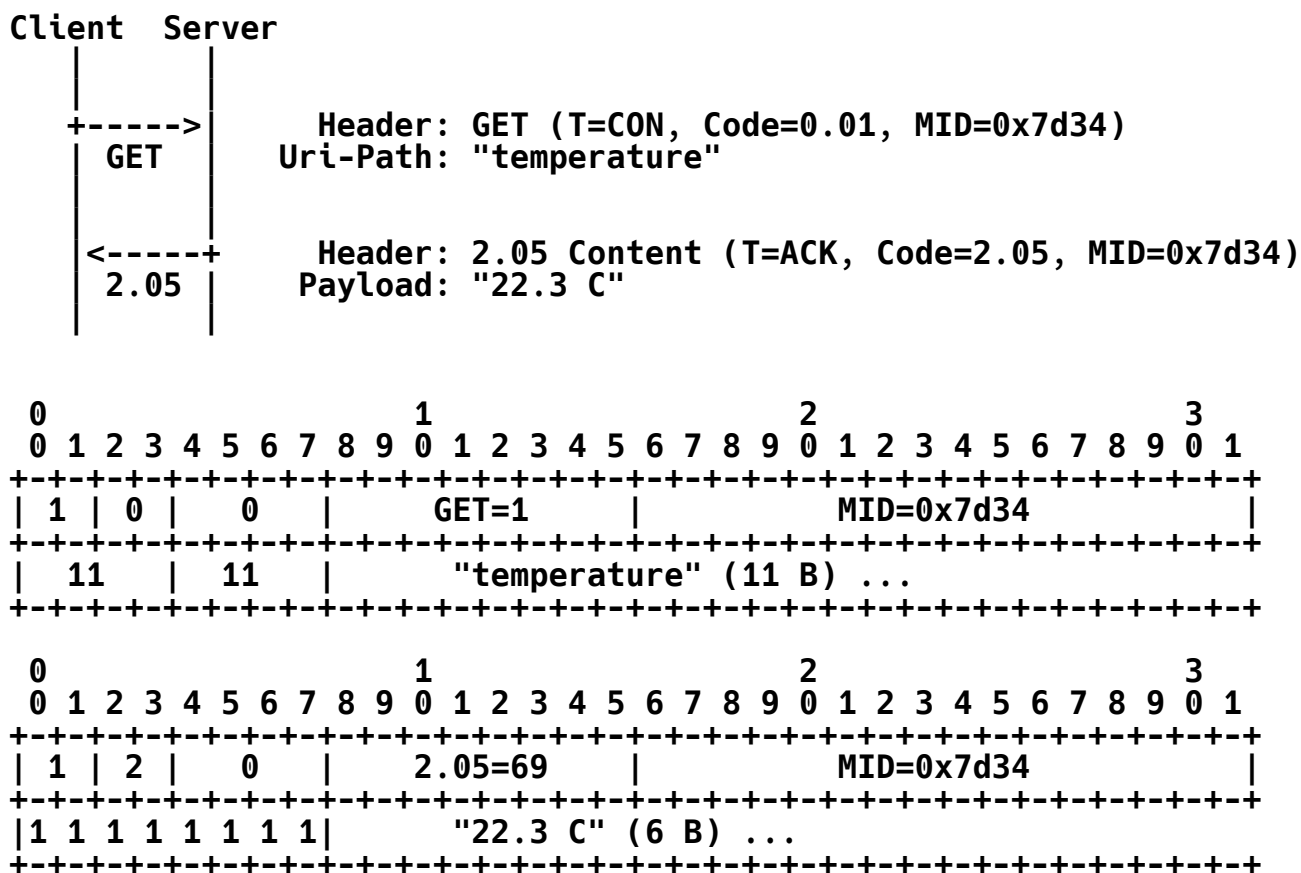 Client  Server
   |      |
   |      |
   +----->|     Header: GET (T=CON, Code=0.01, MID=0x7d34)
   | GET  |   Uri-Path: "temperature"
   |      |
   |      |
   |<-----+     Header: 2.05 Content (T=ACK, Code=2.05, MID=0x7d34)
   | 2.05 |    Payload: "22.3 C"
   |      |

 0                   1                   2                   3
 0 1 2 3 4 5 6 7 8 9 0 1 2 3 4 5 6 7 8 9 0 1 2 3 4 5 6 7 8 9 0 1
+-+-+-+-+-+-+-+-+-+-+-+-+-+-+-+-+-+-+-+-+-+-+-+-+-+-+-+-+-+-+-+-+
| 1 | 0 |   0   |     GET=1     |          MID=0x7d34           |
+-+-+-+-+-+-+-+-+-+-+-+-+-+-+-+-+-+-+-+-+-+-+-+-+-+-+-+-+-+-+-+-+
|  11   |  11   |      "temperature" (11 B) ...
+-+-+-+-+-+-+-+-+-+-+-+-+-+-+-+-+-+-+-+-+-+-+-+-+-+-+-+-+-+-+-+-+

 0                   1                   2                   3
 0 1 2 3 4 5 6 7 8 9 0 1 2 3 4 5 6 7 8 9 0 1 2 3 4 5 6 7 8 9 0 1
+-+-+-+-+-+-+-+-+-+-+-+-+-+-+-+-+-+-+-+-+-+-+-+-+-+-+-+-+-+-+-+-+
| 1 | 2 |   0   |    2.05=69    |          MID=0x7d34           |
+-+-+-+-+-+-+-+-+-+-+-+-+-+-+-+-+-+-+-+-+-+-+-+-+-+-+-+-+-+-+-+-+
|1 1 1 1 1 1 1 1|      "22.3 C" (6 B) ...
+-+-+-+-+-+-+-+-+-+-+-+-+-+-+-+-+-+-+-+-+-+-+-+-+-+-+-+-+-+-+-+-+